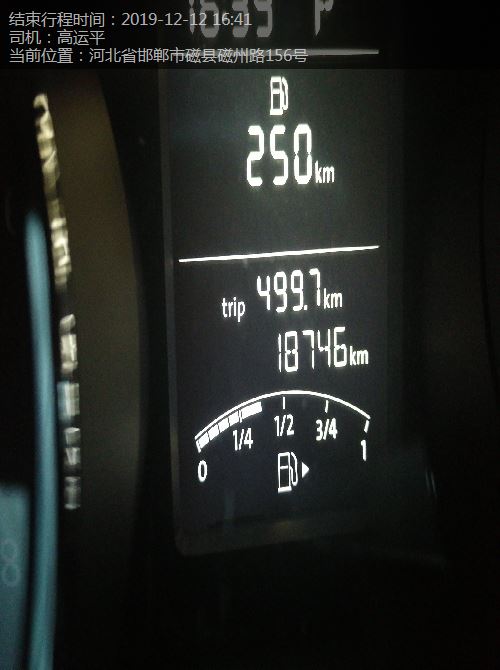 结束行程时间：2019-12-12 16:41
司机：高运平
当前位置：河北省邯郸市磁县磁州路156号
P
250km
trip 499.7km
18746km
0 1/4 1/2 3/4 1